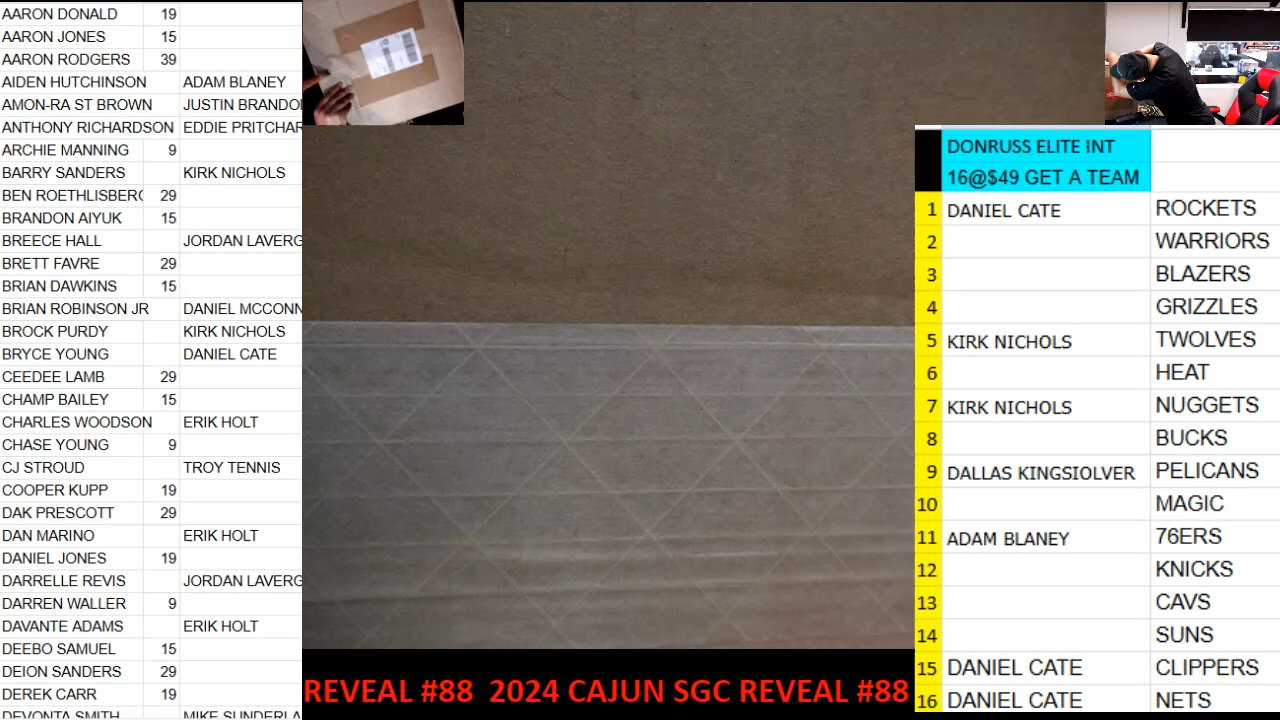 AARON DONALD 19
AARON JONES 15
AARON RODGERS 39
AIDEN HUTCHINSON ADAM BLANEY
AMON-RA ST BROWN JUSTIN BRANDO
ANTHONY RICHARDSON EDDIE PRITCHAR
ARCHIE MANNING 9
BARRY SANDERS KIRK NICHOLS
BEN ROETHLISBERG 29
BRANDON AIYUK 15
BREECE HALL JORDAN LAVERG
BRETT FAVRE 29
BRIAN DAWKINS 15
BRIAN ROBINSON JR DANIEL MCCONN
BROCK PURDY KIRK NICHOLS
BRYCE YOUNG DANIEL CATE
CEEDEE LAMB 29
CHAMP BAILEY 15
CHARLES WOODSON ERIK HOLT
CHASE YOUNG 9
CJ STROUD TROY TENNIS
COOPER KUPP 19
DAK PRESCOTT 29
DAN MARINO ERIK HOLT
DANIEL JONES 19
DARRELLE REVIS JORDAN LAVERG
DARREN WALLER 9
DAVANTE ADAMS ERIK HOLT
DEEBO SAMUEL 15
DEION SANDERS 29
DEREK CARR 19
DEVONTA SMITH MIKE SUNDERLA
REVEAL #88 2024 CAJUN SGC REVEAL #88
DONRUSS ELITE INT
16@$49 GET A TEAM
1 DANIEL CATE ROCKETS
2 WARRIORS
3 BLAZERS
4 GRIZZLES
5 KIRK NICHOLS TWOLVES
6 HEAT
7 KIRK NICHOLS NUGGETS
8 BUCKS
9 DALLAS KINGSIOLVER PELICANS
10 MAGIC
11 ADAM BLANEY 76ERS
12 KNICKS
13 CAVS
14 SUNS
15 DANIEL CATE CLIPPERS
16 DANIEL CATE NETS